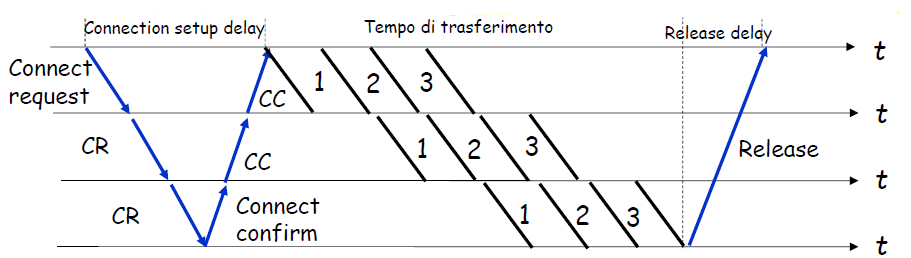 Connection setup delay
Tempo di trasferimento
Release delay
t
Connect
request
1
2
3
CC
t
CR
CC
1
2
3
Release
t
CR
Connect
confirm
1
2
3
t